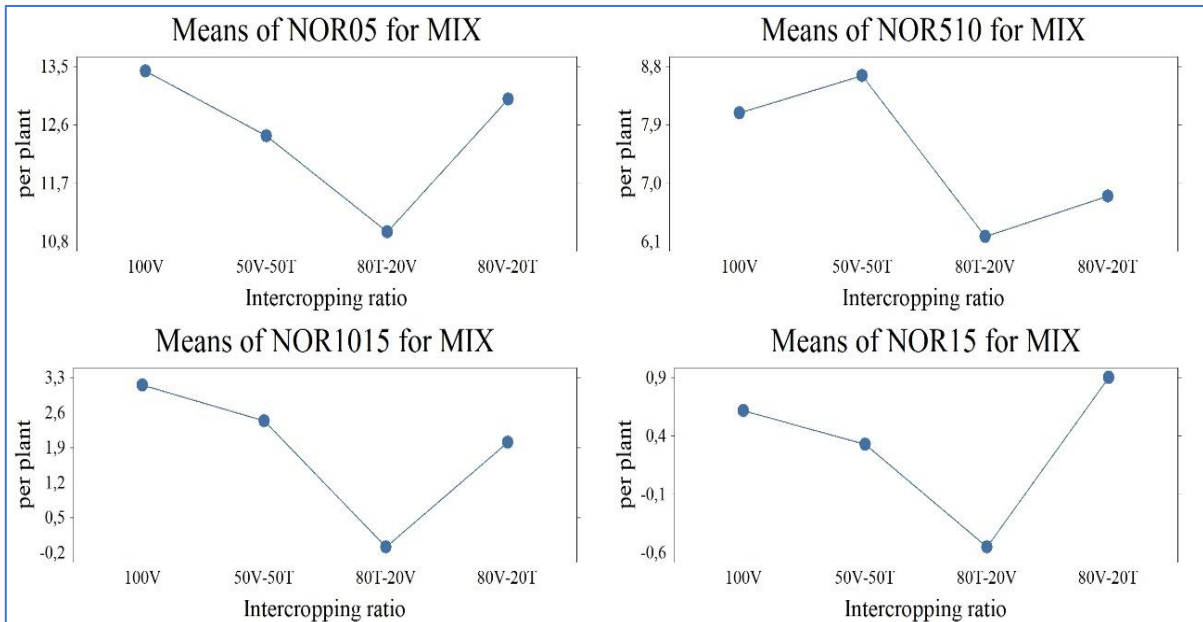 Means of NOR05 for MIX
13,5
12,6
11,7
10,8
per plant
100V 50V-50T 80T-20V 80V-20T
Intercropping ratio
Means of NOR510 for MIX
8,8
7,9
7,0
6,1
per plant
100V 50V-50T 80T-20V 80V-20T
Intercropping ratio
Means of NOR1015 for MIX
3,3
2,6
1,9
1,2
0,5
-0,2
per plant
100V 50V-50T 80T-20V 80V-20T
Intercropping ratio
Means of NOR15 for MIX
0,9
0,4
-0,1
-0,6
per plant
100V 50V-50T 80T-20V 80V-20T
Intercropping ratio